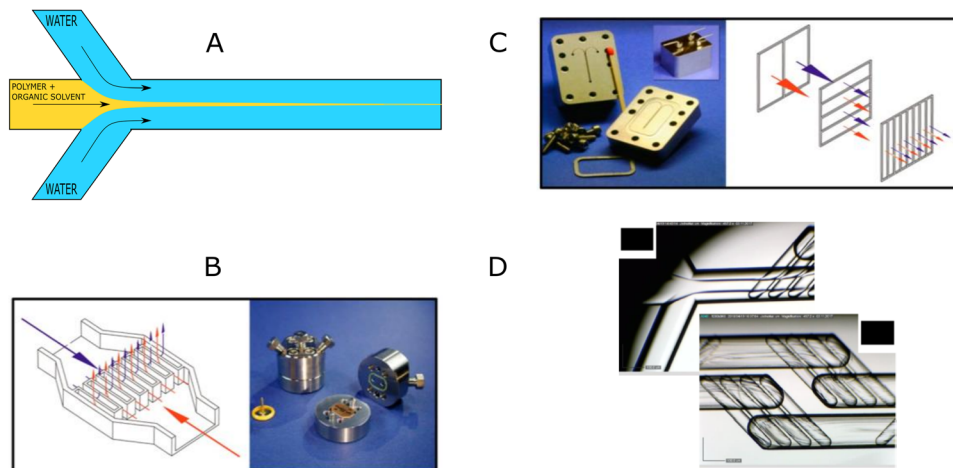 WATER
A
POLYMER +
ORGANIC SOLVENT
WATER
B
C
D